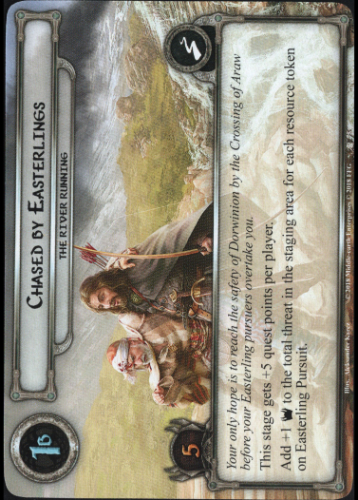 1B
CHASED BY EASTERLINGS
THE RIVER RUNNING
5
Your only hope is to reach the safety of Dorwinion by the Crossing of Araw
before your Easterling pursuers overtake you.
This stage gets +5 quest points per player.
Add +1 to the total threat in the staging area for each resource token
on Easterling Pursuit.
Illus. Aleksander Karcz © 2018 Middle-earth Enterprises © 2018 FFG